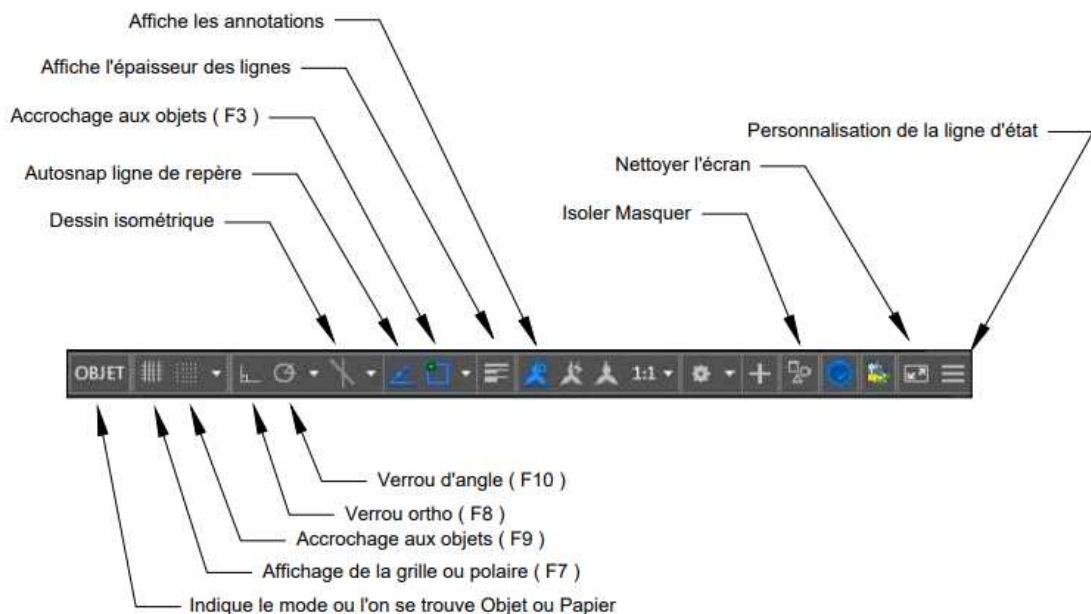 Affiche les annotations
Affiche l'épaisseur des lignes
Accrochage aux objets ( F3 )
Personnalisation de la ligne d'état
Nettoyer l'écran
Autosnap ligne de repère
Isoler Masquer
Dessin isométrique
OBJET 1:1
Verrou d'angle ( F10 )
Verrou ortho ( F8 )
Accrochage aux objets ( F9 )
Affichage de la grille ou polaire ( F7 )
Indique le mode ou l'on se trouve Objet ou Papier